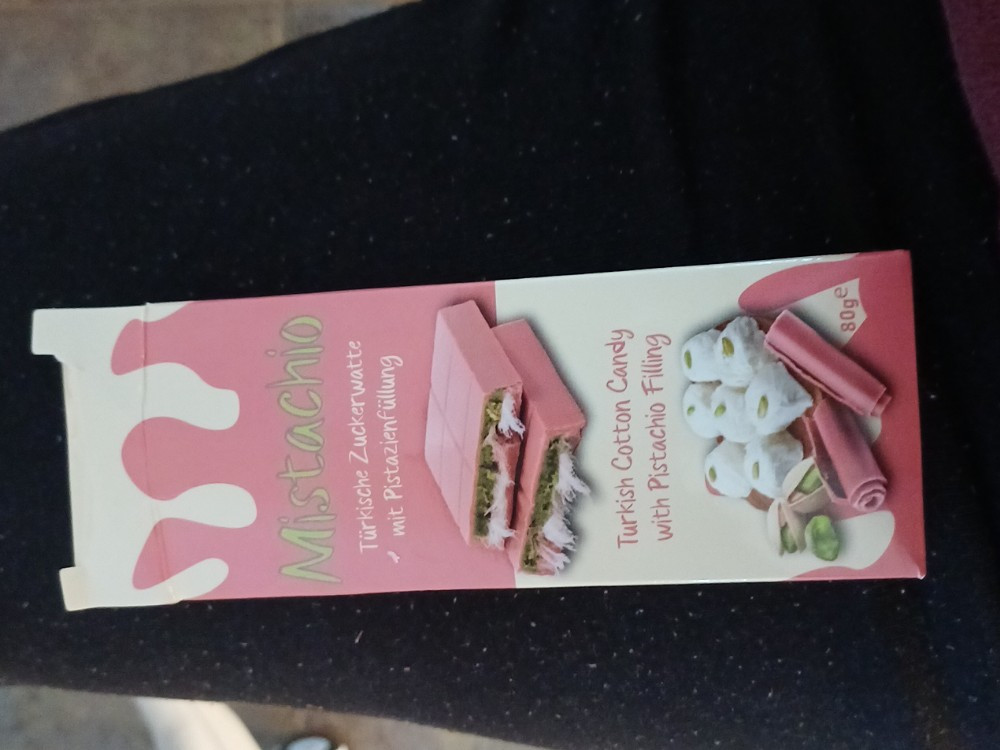 Mistachio
Türkische Zuckerwatte
mit Pistazienfüllung
Turkish Cotton Candy
with Pistachio Filling
80g℮